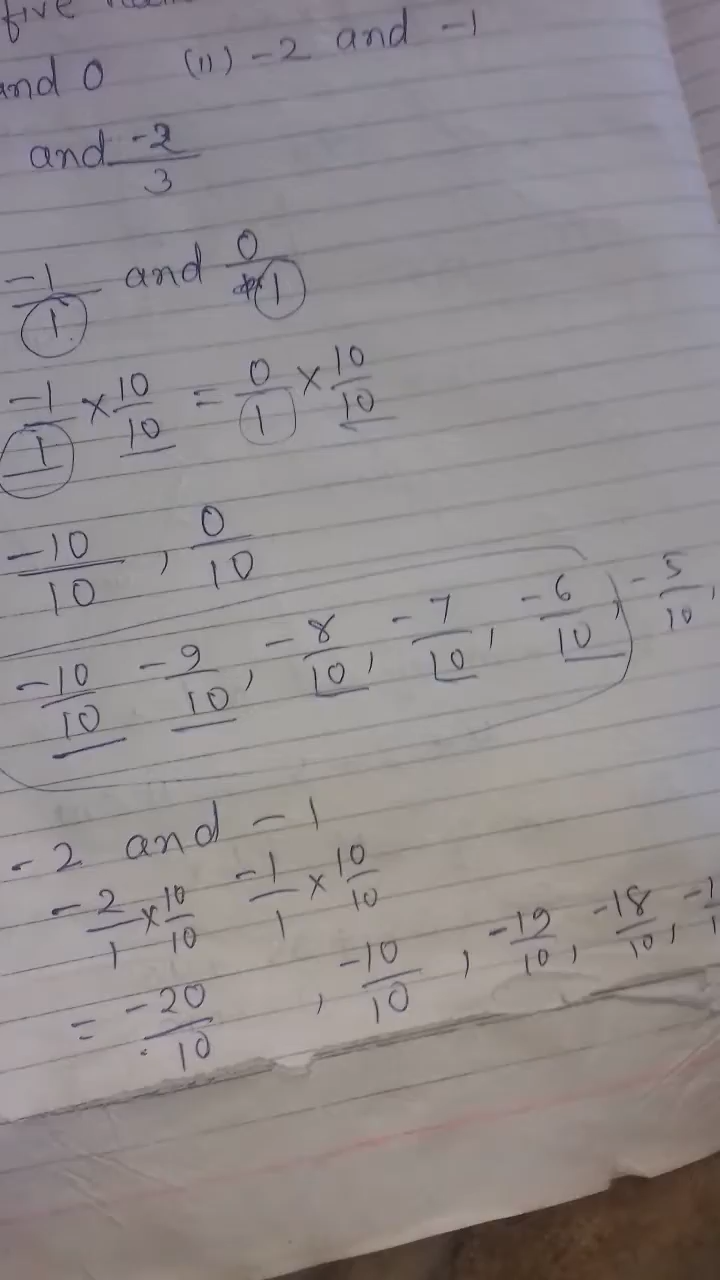 five
and 0 (ii) -2 and -1
and -2/3
-1/1 and 0/1
-1/1 × 10/10 = 0/1 × 10/10
-10/10, 0/10
-10/10 -9/10, -8/10, -7/10, -6/10, -5/10,
-2 and -1
-2/1 × 10/10 -1/1 × 10/10
= -20/10, -10/10, -19/10, -18/10,